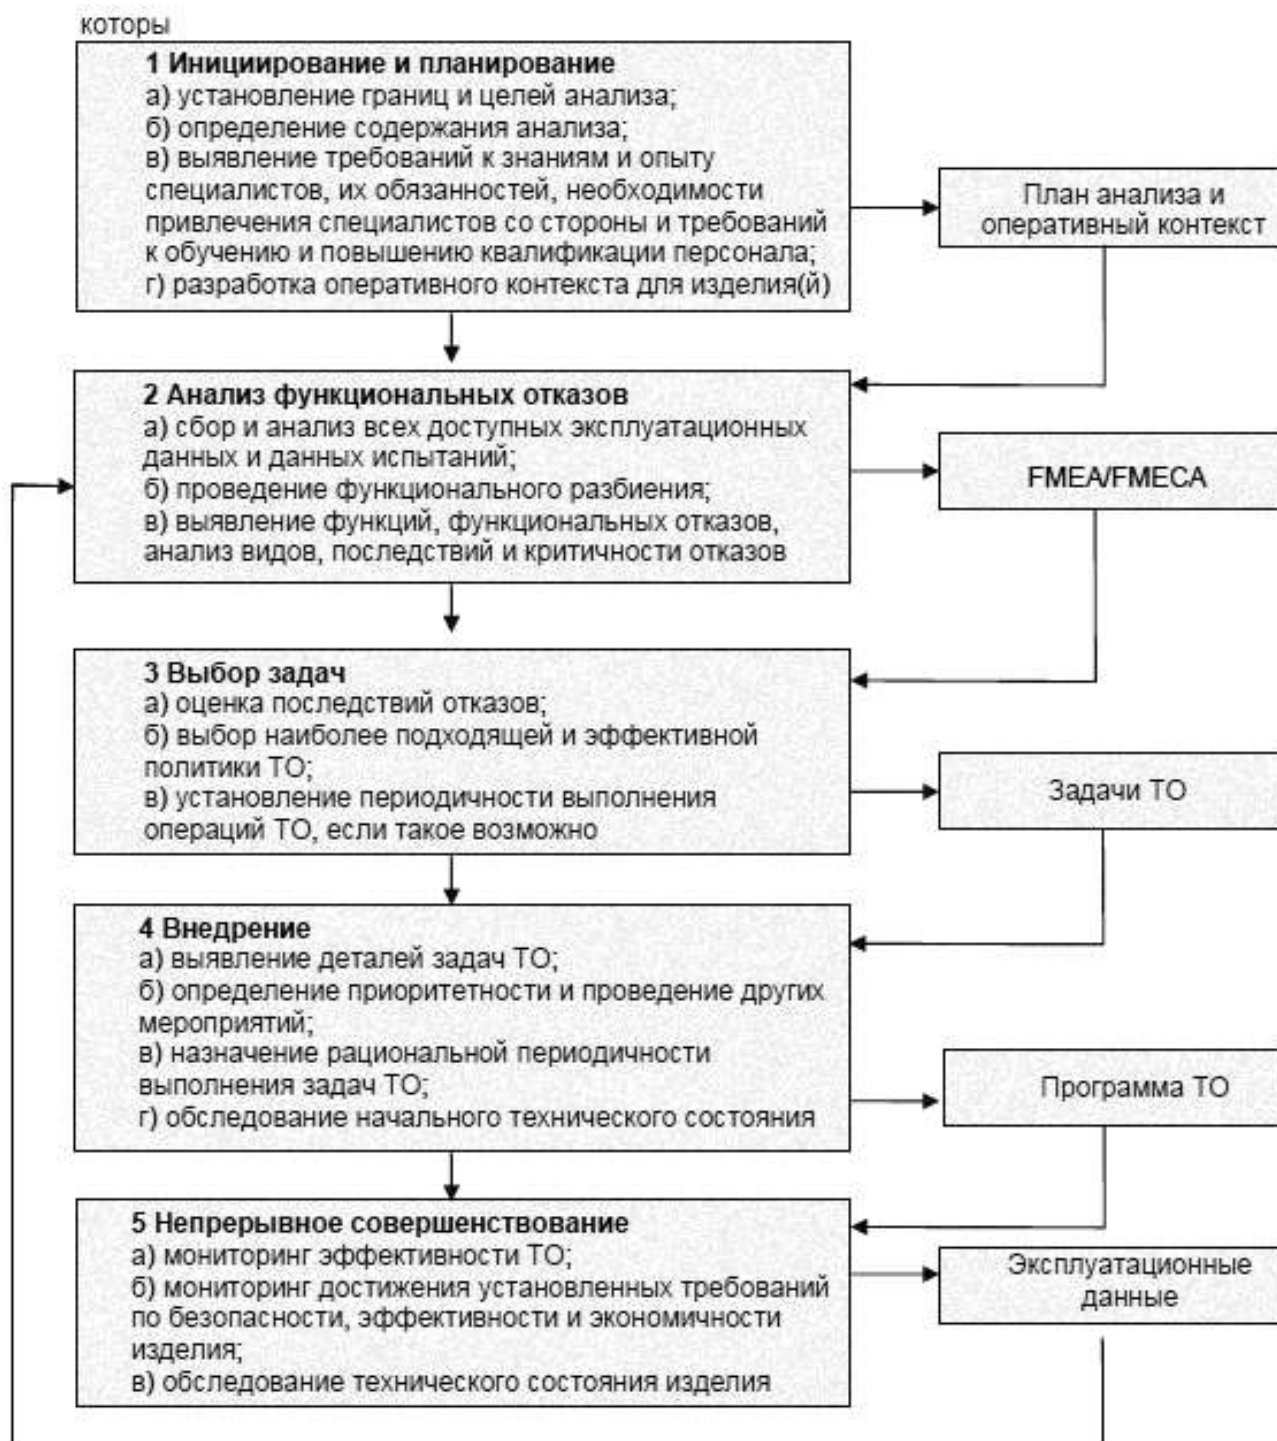 которы
1 Инициирование и планирование
а) установление границ и целей анализа;
б) определение содержания анализа;
в) выявление требований к знаниям и опыту
специалистов, их обязанностей, необходимости
привлечения специалистов со стороны и требований
к обучению и повышению квалификации персонала;
г) разработка оперативного контекста для изделия(й)
План анализа и
оперативный контекст
2 Анализ функциональных отказов
а) сбор и анализ всех доступных эксплуатационных
данных и данных испытаний;
б) проведение функционального разбиения;
в) выявление функций, функциональных отказов,
анализ видов, последствий и критичности отказов
FMEA/FMECA
3 Выбор задач
а) оценка последствий отказов;
б) выбор наиболее подходящей и эффективной
политики ТО;
в) установление периодичности выполнения
операций ТО, если такое возможно
Задачи ТО
4 Внедрение
а) выявление деталей задач ТО;
б) определение приоритетности и проведение других
мероприятий;
в) назначение рациональной периодичности
выполнения задач ТО;
г) обследование начального технического состояния
Программа ТО
5 Непрерывное совершенствование
а) мониторинг эффективности ТО;
б) мониторинг достижения установленных требований
по безопасности, эффективности и экономичности
изделия;
в) обследование технического состояния изделия
Эксплуатационные
данные